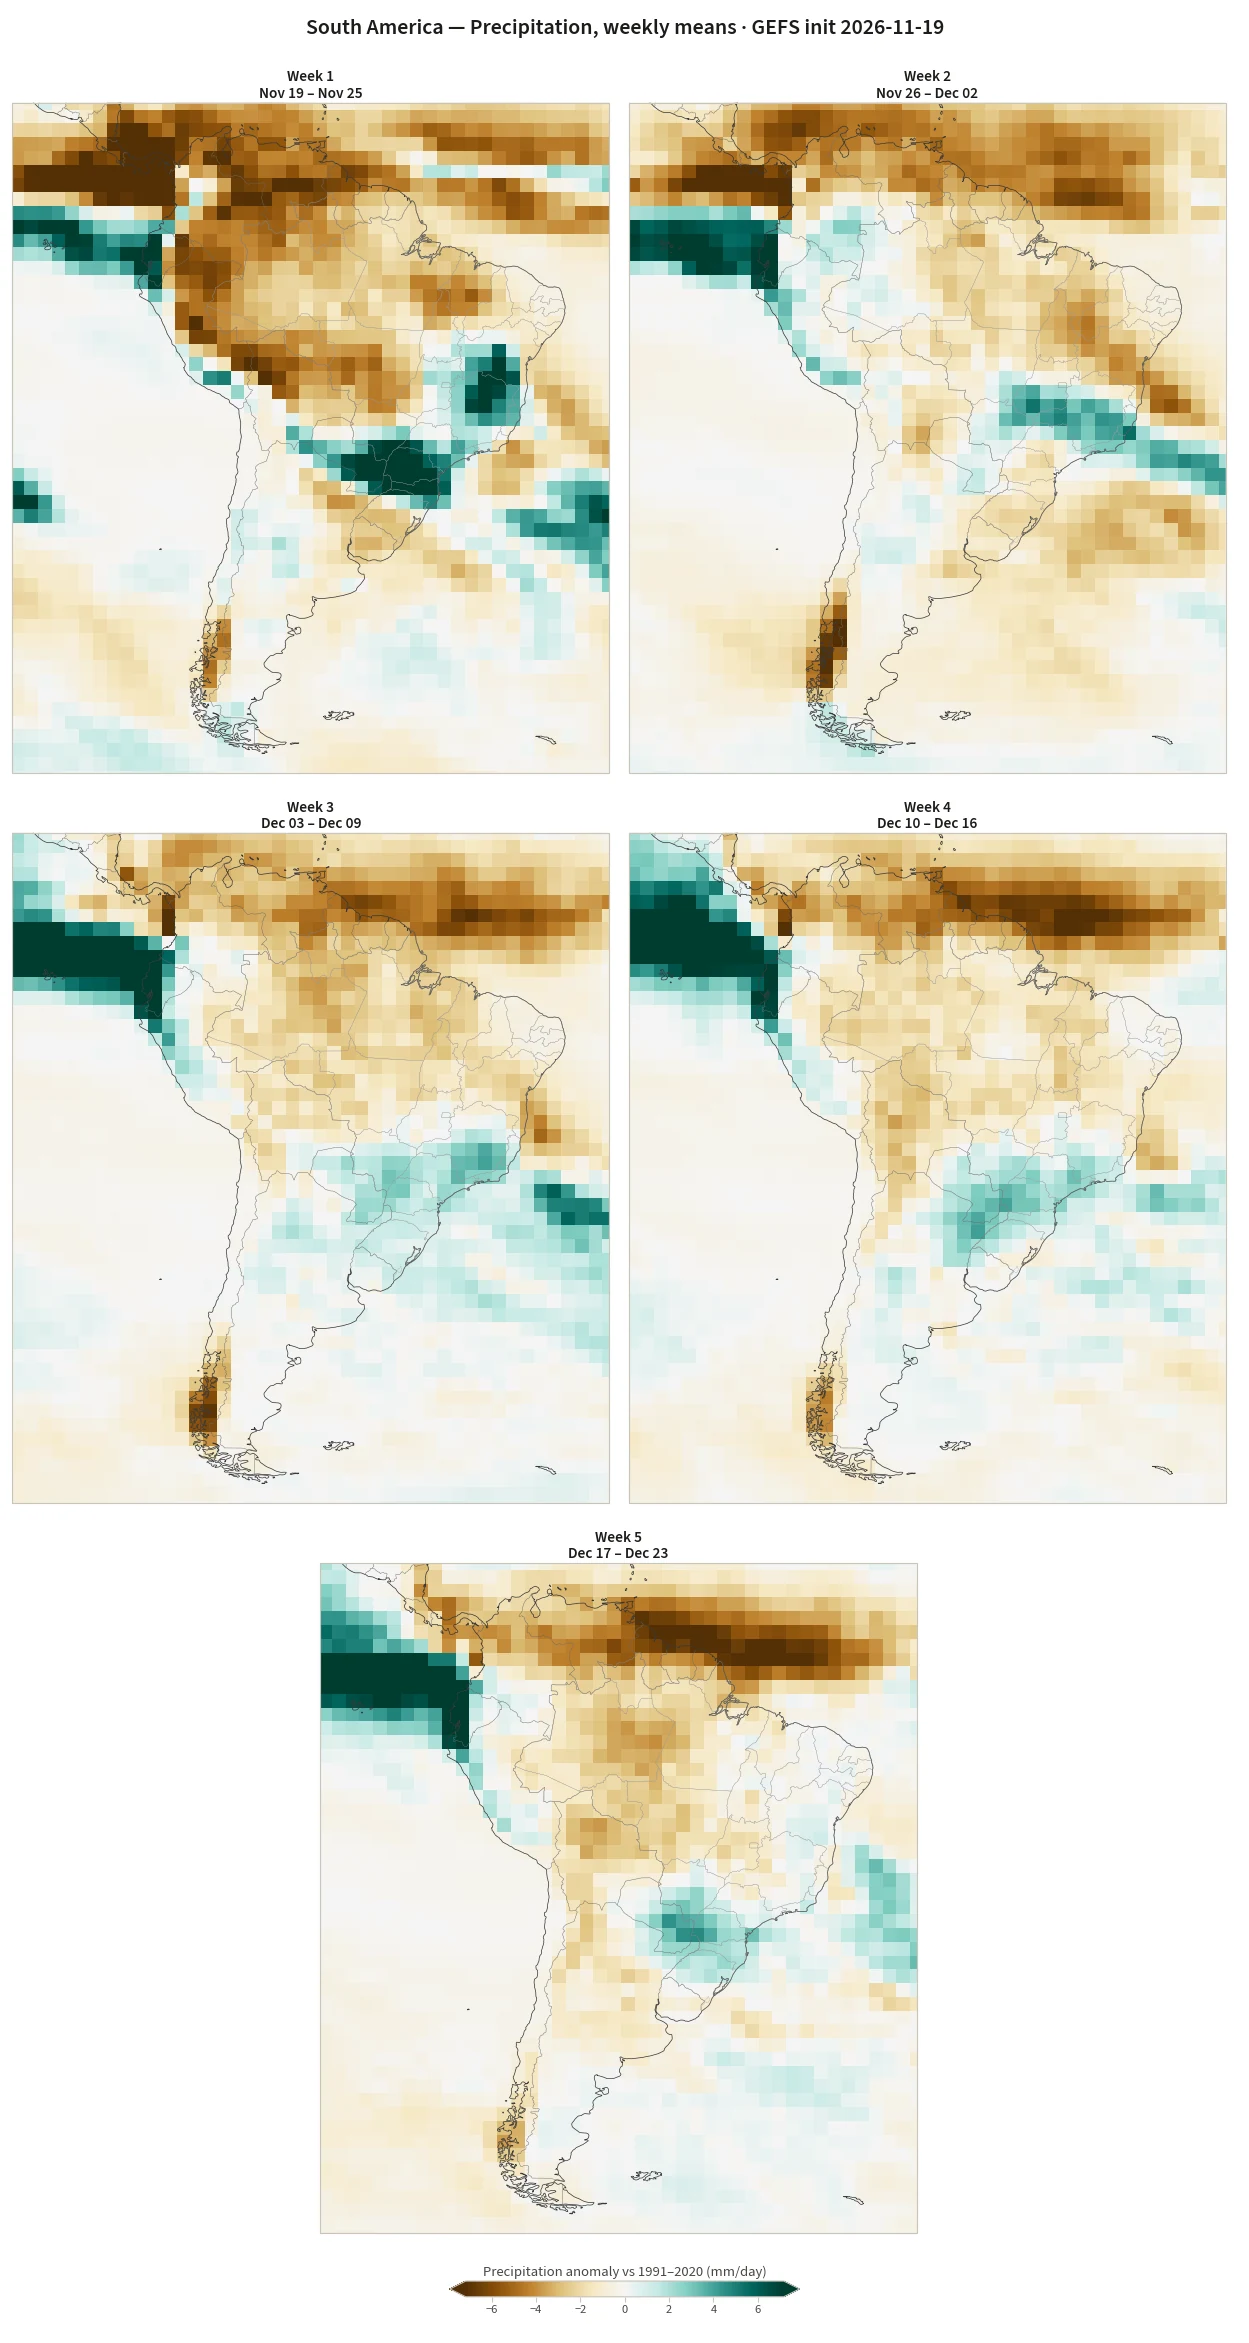 South America — Precipitation, weekly means · GEFS init 2026-11-19
Week 1
Nov 19 – Nov 25
Week 2
Nov 26 – Dec 02
Week 3
Dec 03 – Dec 09
Week 4
Dec 10 – Dec 16
Week 5
Dec 17 – Dec 23
Precipitation anomaly vs 1991–2020 (mm/day)
−6 −4 −2 0 2 4 6